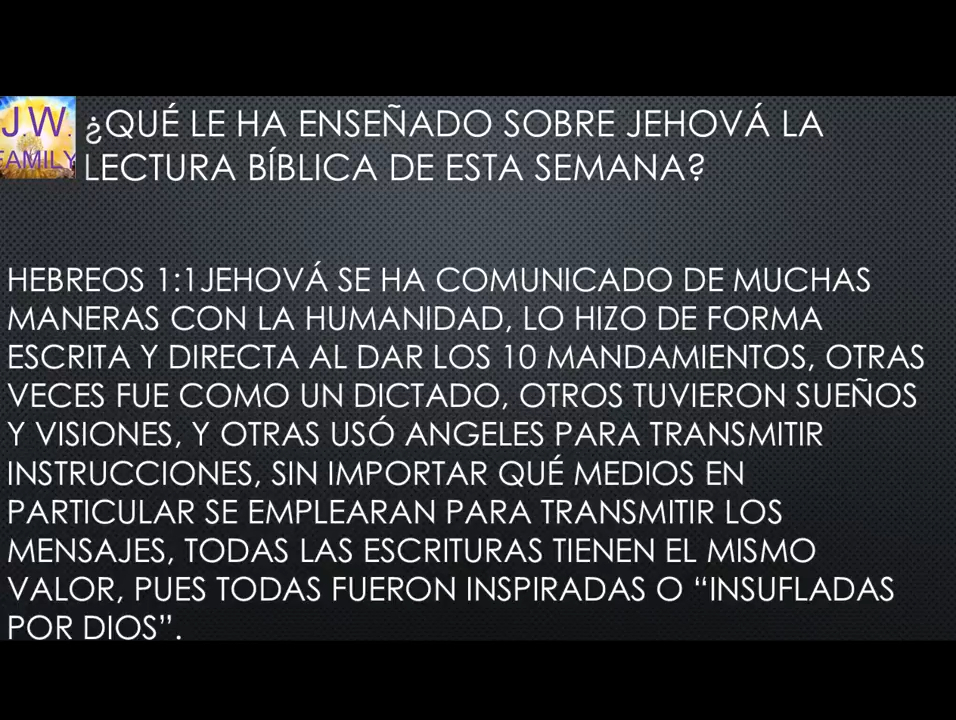 J.W.
FAMILY
¿QUÉ LE HA ENSEÑADO SOBRE JEHOVÁ LA
LECTURA BÍBLICA DE ESTA SEMANA?
HEBREOS 1:1JEHOVÁ SE HA COMUNICADO DE MUCHAS
MANERAS CON LA HUMANIDAD, LO HIZO DE FORMA
ESCRITA Y DIRECTA AL DAR LOS 10 MANDAMIENTOS, OTRAS
VECES FUE COMO UN DICTADO, OTROS TUVIERON SUEÑOS
Y VISIONES, Y OTRAS USÓ ANGELES PARA TRANSMITIR
INSTRUCCIONES, SIN IMPORTAR QUÉ MEDIOS EN
PARTICULAR SE EMPLEARAN PARA TRANSMITIR LOS
MENSAJES, TODAS LAS ESCRITURAS TIENEN EL MISMO
VALOR, PUES TODAS FUERON INSPIRADAS O “INSUFLADAS
POR DIOS”.